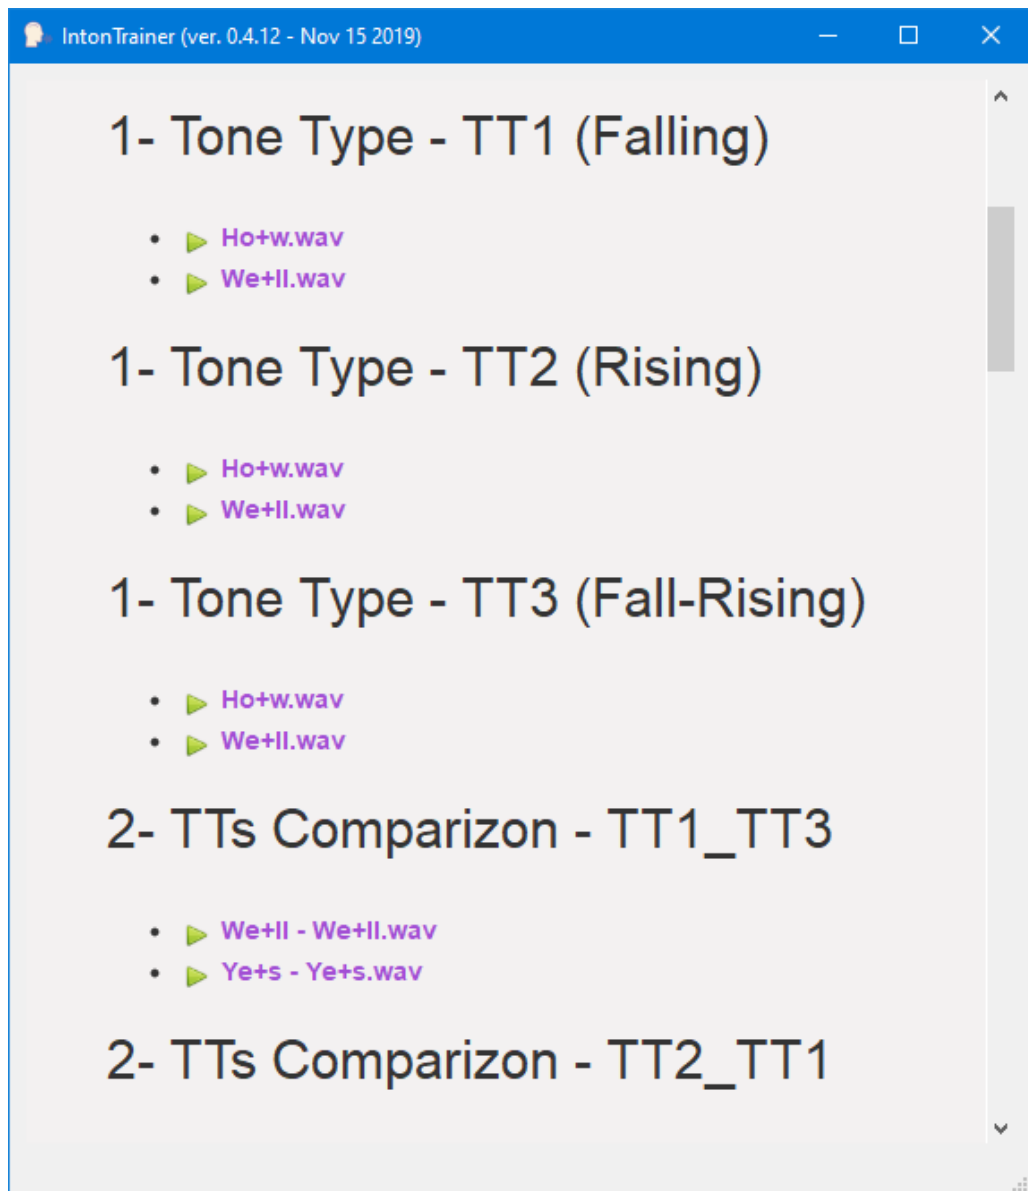 IntonTrainer (ver. 0.4.12 - Nov 15 2019)
1- Tone Type - TT1 (Falling)
Ho+w.wav
We+ll.wav
1- Tone Type - TT2 (Rising)
Ho+w.wav
We+ll.wav
1- Tone Type - TT3 (Fall-Rising)
Ho+w.wav
We+ll.wav
2- TTs Comparizon - TT1_TT3
We+ll - We+ll.wav
Ye+s - Ye+s.wav
2- TTs Comparizon - TT2_TT1